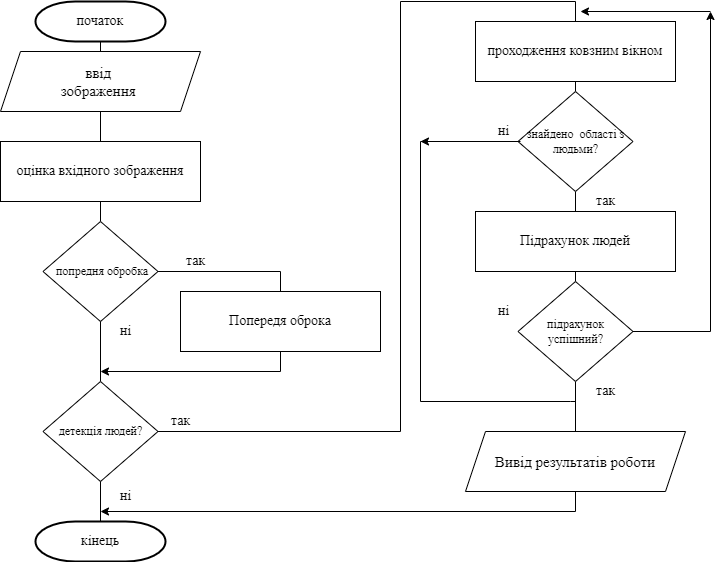 початок
ввід
зображення
оцінка вхідного зображення
попредня обробка
так
Попередя оброка
ні
детекція людей?
так
ні
кінець
проходження ковзним вікном
ні
знайдено області з
людьми?
так
Підрахунок людей
ні
підрахунок
успішний?
так
Вивід результатів роботи